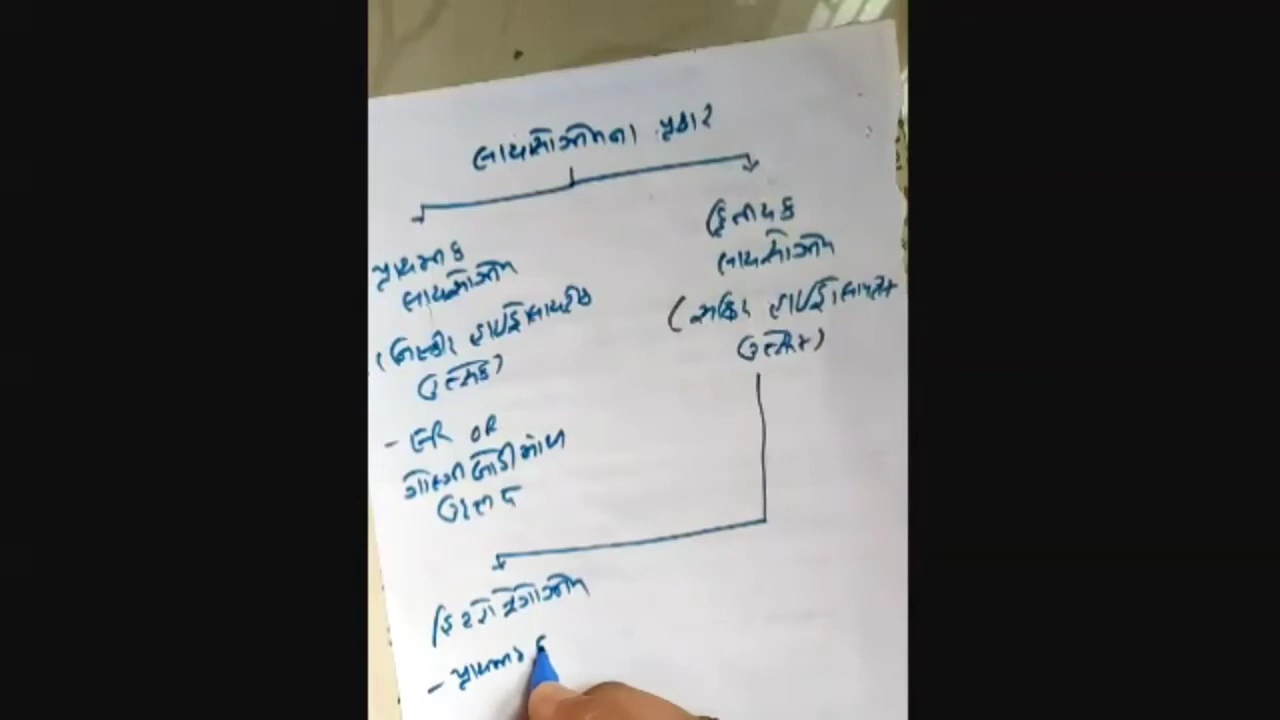 લાયસોઝોમના પ્રકાર
પ્રાથમીક
લાયસોઝોમ
(નિષ્ક્રીય હાઈડ્રોલાયટીક
ઉત્સેચક)
- ER OR
ગોલ્ગીબોડીમાંથી
ઉત્પન્ન
દ્વિતીયક
લાયસોઝોમ
(સક્રિય હાઈડ્રોલાયટીક
ઉત્સેચક)
હિટરોફેગોઝોમ